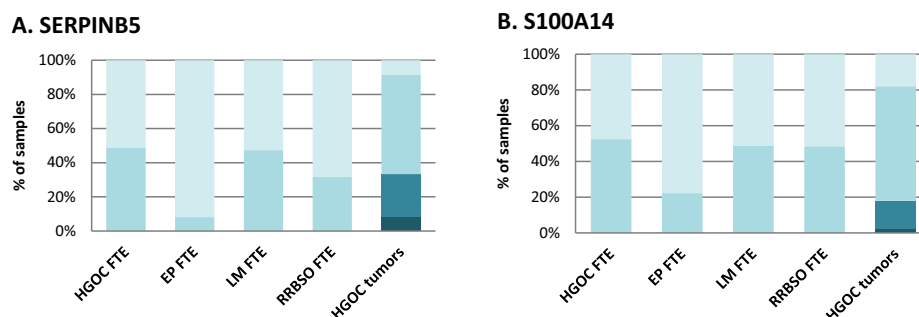 A. SERPINB5
% of samples
100%
80%
60%
40%
20%
0%
HGOC FTE
EP FTE
LM FTE
RRBSO FTE
HGOC tumors
B. S100A14
% of samples
100%
80%
60%
40%
20%
0%
HGOC FTE
EP FTE
LM FTE
RRBSO FTE
HGOC tumors